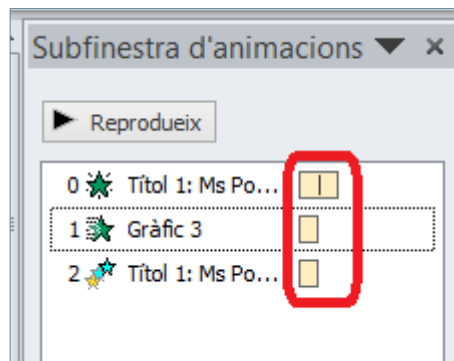 Subfinestra d'animacions
Reprodueix
0 Títol 1: Ms Po...
1 Gràfic 3
2 Títol 1: Ms Po...